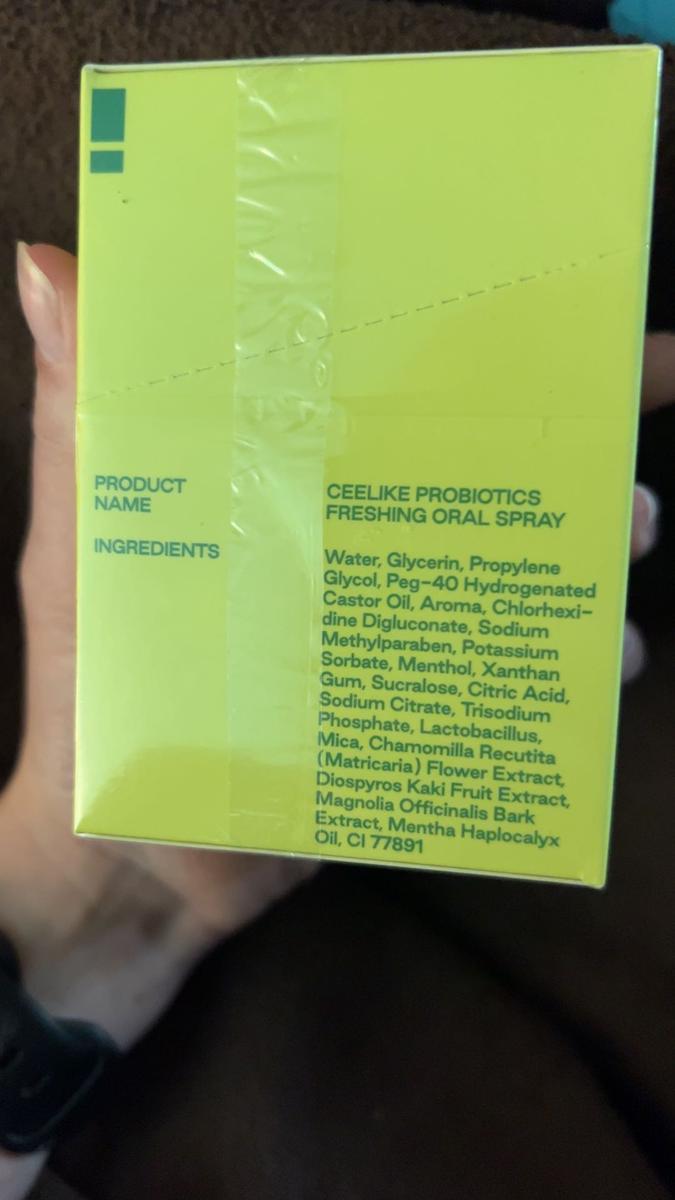 PRODUCT
NAME
CEELIKE PROBIOTICS
FRESHING ORAL SPRAY
INGREDIENTS
Water, Glycerin, Propylene
Glycol, Peg-40 Hydrogenated
Castor Oil, Aroma, Chlorhexi-
dine Digluconate, Sodium
Methylparaben, Potassium
Sorbate, Menthol, Xanthan
Gum, Sucralose, Citric Acid,
Sodium Citrate, Trisodium
Phosphate, Lactobacillus,
Mica, Chamomilla Recutita
(Matricaria) Flower Extract,
Diospyros Kaki Fruit Extract,
Magnolia Officinalis Bark
Extract, Mentha Haplocalyx
Oil, CI 77891